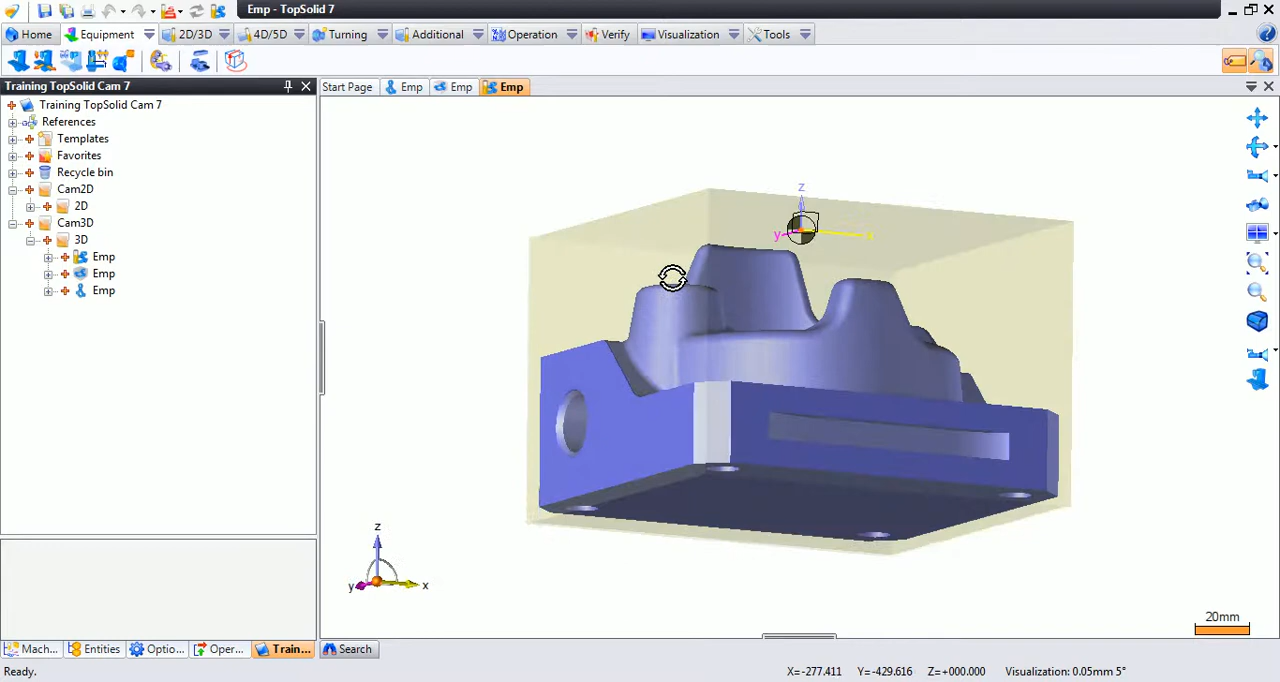 Emp - TopSolid 7
Home Equipment 2D/3D 4D/5D Turning Additional Operation Verify Visualization Tools
Training TopSolid Cam 7
Start Page Emp Emp Emp
Training TopSolid Cam 7
References
Templates
Favorites
Recycle bin
Cam2D
2D
Cam3D
3D
Emp
Emp
Emp
z
y x
z
y x
20mm
Mach... Entities Optio... Oper... Train... Search
Ready. X=-277.411 Y=-429.616 Z=+000.000 Visualization: 0.05mm 5°